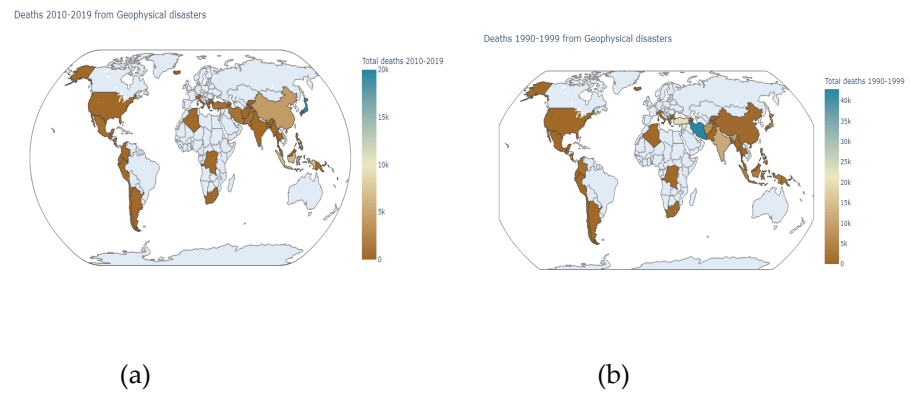 Deaths 2010-2019 from Geophysical disasters
Total deaths 2010-2019
20k
15k
10k
5k
0
Deaths 1990-1999 from Geophysical disasters
Total deaths 1990-1999
40k
35k
30k
25k
20k
15k
10k
5k
0
(a)
(b)